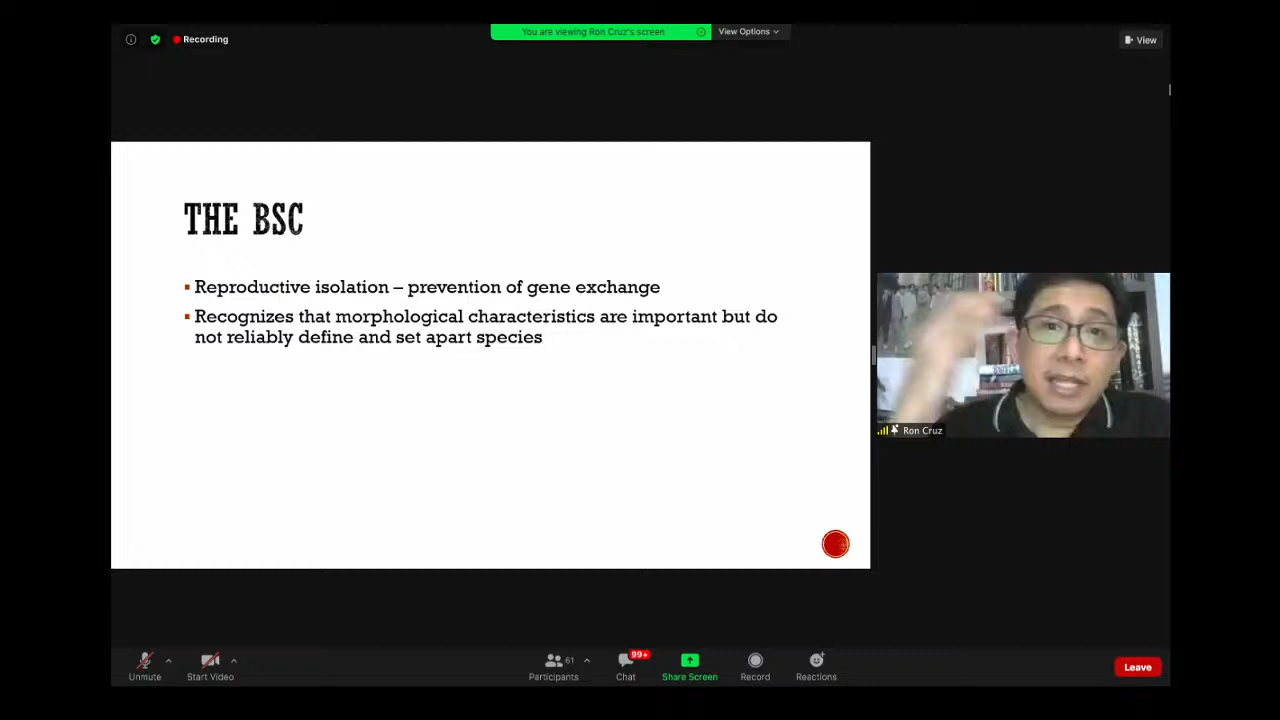 Recording
You are viewing Ron Cruz's screen
View Options
View
THE BSC
Reproductive isolation – prevention of gene exchange
Recognizes that morphological characteristics are important but do
not reliably define and set apart species
Ron Cruz
61
99+
Unmute
Start Video
Participants
Chat
Share Screen
Record
Reactions
Leave